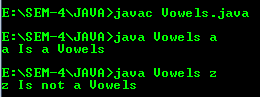 E:\SEM-4\JAVA>javac Vowels.java
E:\SEM-4\JAVA>java Vowels a
a Is a Vowels
E:\SEM-4\JAVA>java Vowels z
z Is not a Vowels